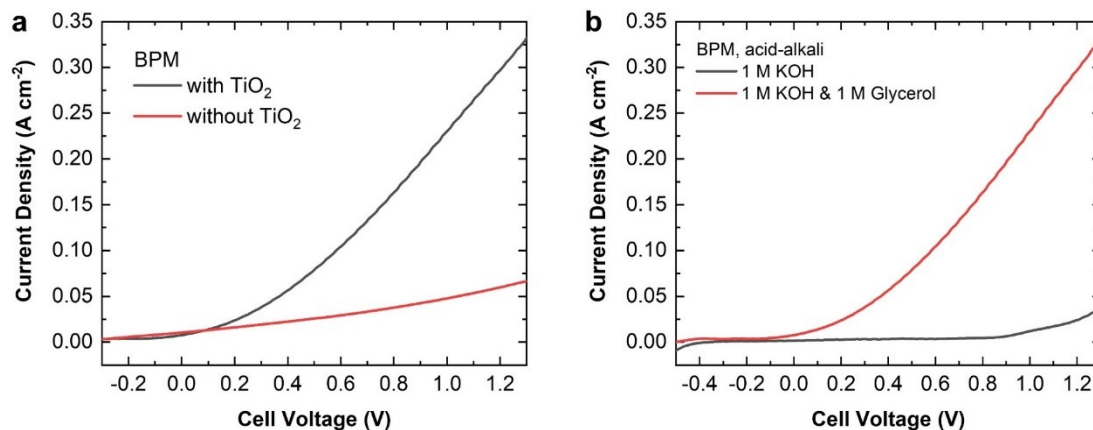 a
0.35
0.30
0.25
0.20
0.15
0.10
0.05
0.00
Current Density (A cm⁻²)
BPM
with TiO₂
without TiO₂
-0.2 0.0 0.2 0.4 0.6 0.8 1.0 1.2
Cell Voltage (V)
b
0.35
0.30
0.25
0.20
0.15
0.10
0.05
0.00
Current Density (A cm⁻²)
BPM, acid-alkali
1 M KOH
1 M KOH & 1 M Glycerol
-0.4 -0.2 0.0 0.2 0.4 0.6 0.8 1.0 1.2
Cell Voltage (V)